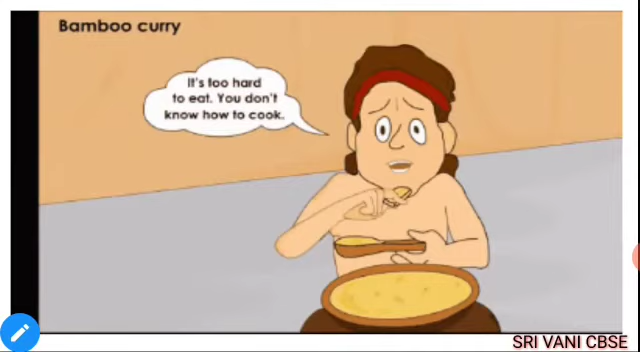 Bamboo curry
It's too hard
to eat. You don't
know how to cook.
SRI VANI CBSE